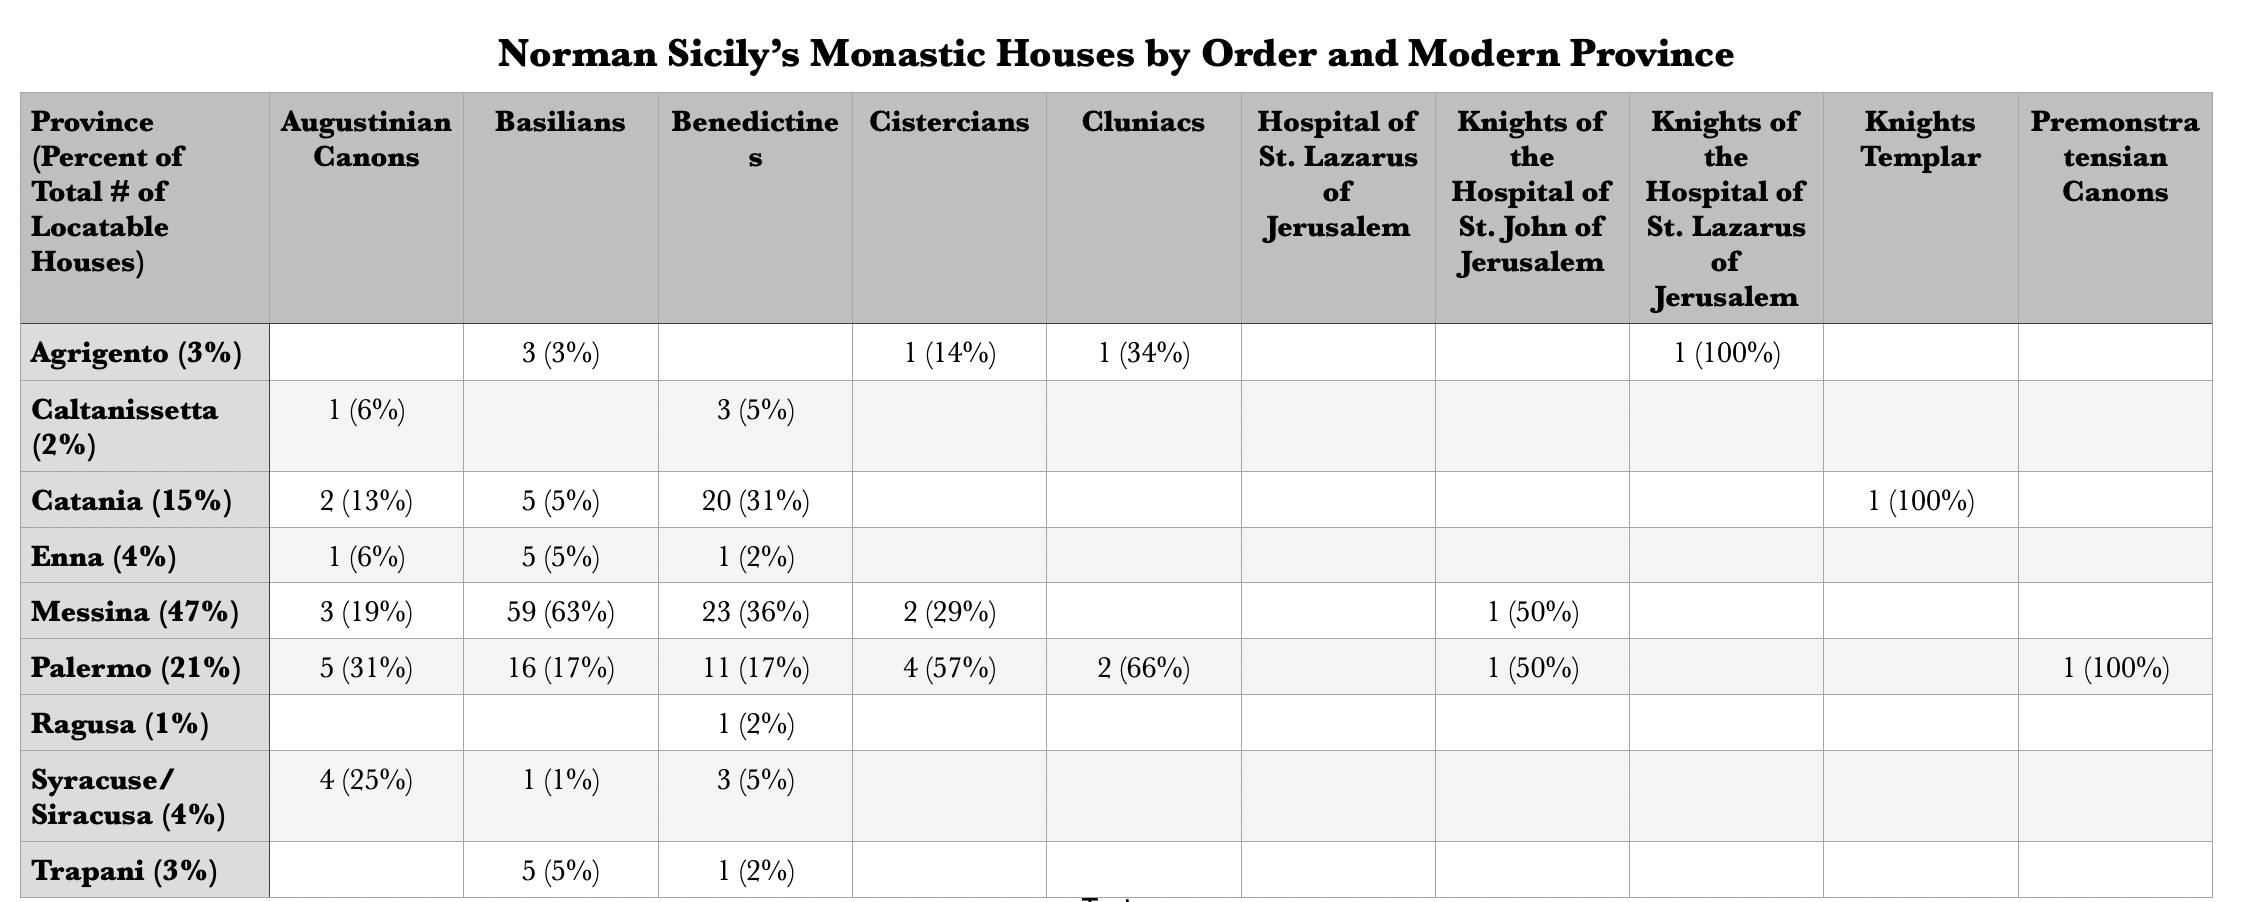 Norman Sicily’s Monastic Houses by Order and Modern Province
Province
(Percent of
Total # of
Locatable
Houses)
Augustinian
Canons
Basilians
Benedictine
s
Cistercians
Cluniacs
Hospital of
St. Lazarus
of
Jerusalem
Knights of
the
Hospital of
St. John of
Jerusalem
Knights of
the
Hospital of
St. Lazarus
of
Jerusalem
Knights
Templar
Premonstra
tensian
Canons
Agrigento (3%)
3 (3%)
1 (14%)
1 (34%)
1 (100%)
Caltanissetta
(2%)
1 (6%)
3 (5%)
Catania (15%)
2 (13%)
5 (5%)
20 (31%)
1 (100%)
Enna (4%)
1 (6%)
5 (5%)
1 (2%)
Messina (47%)
3 (19%)
59 (63%)
23 (36%)
2 (29%)
1 (50%)
Palermo (21%)
5 (31%)
16 (17%)
11 (17%)
4 (57%)
2 (66%)
1 (50%)
1 (100%)
Ragusa (1%)
1 (2%)
Syracuse/
Siracusa (4%)
4 (25%)
1 (1%)
3 (5%)
Trapani (3%)
5 (5%)
1 (2%)